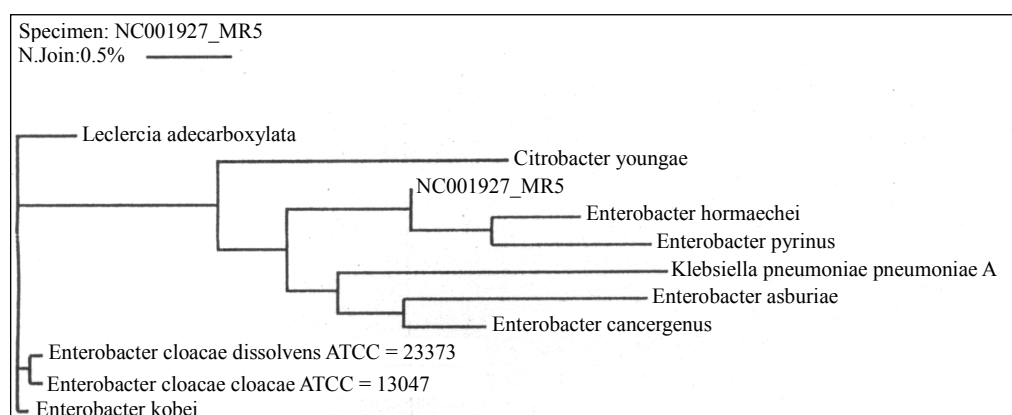 Specimen: NC001927_MR5
N.Join:0.5%
Leclercia adecarboxylata
Citrobacter youngae
NC001927_MR5
Enterobacter hormaechei
Enterobacter pyrinus
Klebsiella pneumoniae pneumoniae A
Enterobacter asburiae
Enterobacter cancergenus
Enterobacter cloacae dissolvens ATCC = 23373
Enterobacter cloacae cloacae ATCC = 13047
Enterobacter kobei